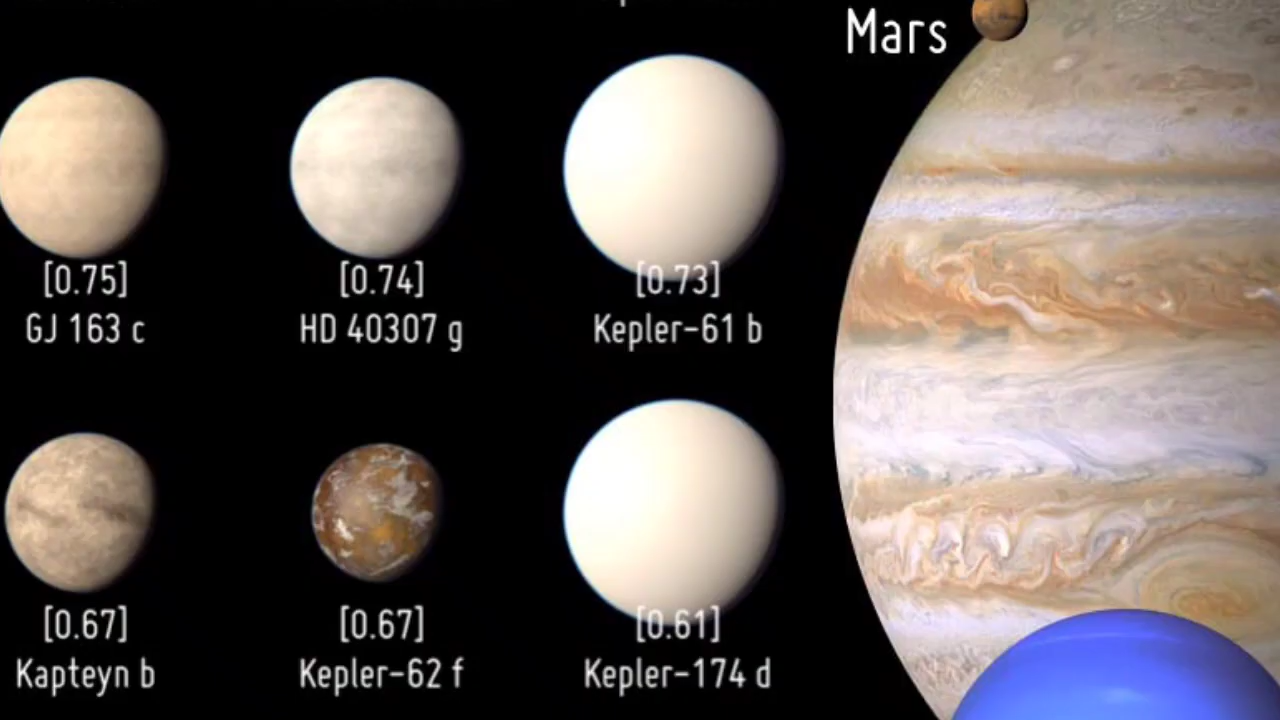 Mars
[0.75] [0.74] [0.73]
GJ 163 c HD 40307 g Kepler-61 b
[0.67] [0.67] [0.61]
Kapteyn b Kepler-62 f Kepler-174 d